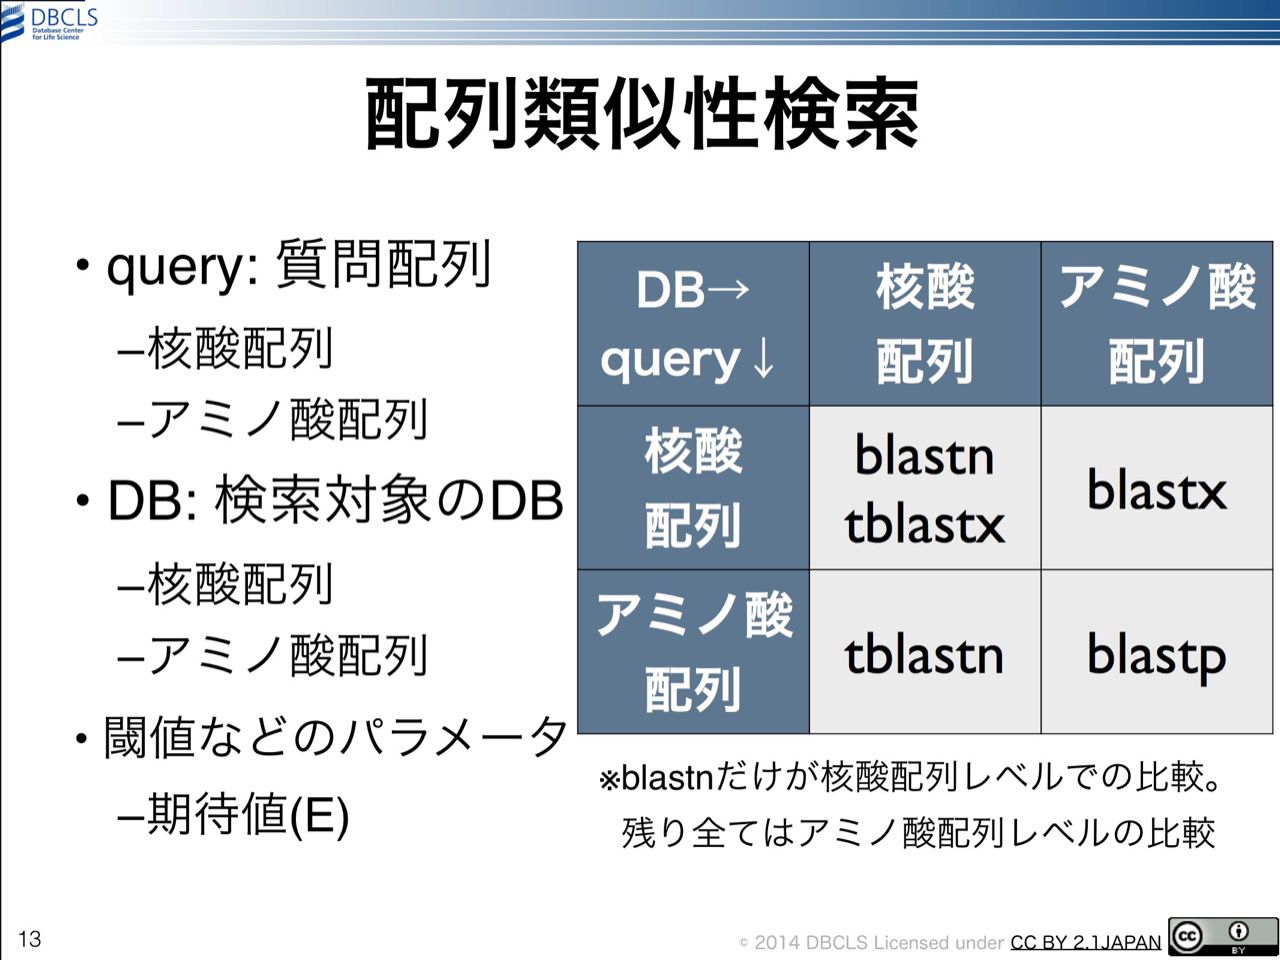 DBCLS
Database Center
for Life Science
配列類似性検索
• query: 質問配列
–核酸配列
–アミノ酸配列
• DB: 検索対象のDB
–核酸配列
–アミノ酸配列
• 閾値などのパラメータ
–期待値(E)
DB→
query↓
核酸
配列
アミノ酸
配列
核酸
配列
blastn
tblastx
blastx
アミノ酸
配列
tblastn
blastp
※blastnだけが核酸配列レベルでの比較。
残り全てはアミノ酸配列レベルの比較
13
© 2014 DBCLS Licensed under CC BY 2.1JAPAN
cc
BY